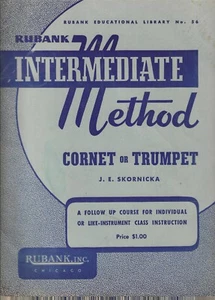 RUBANK EDUCATIONAL LIBRARY No. 56
RUBANK
INTERMEDIATE
Method
CORNET OR TRUMPET
J. E. SKORNICKA
A FOLLOW UP COURSE FOR INDIVIDUAL
OR LIKE-INSTRUMENT CLASS INSTRUCTION
Price $1.00
RUBANK, INC.
CHICAGO